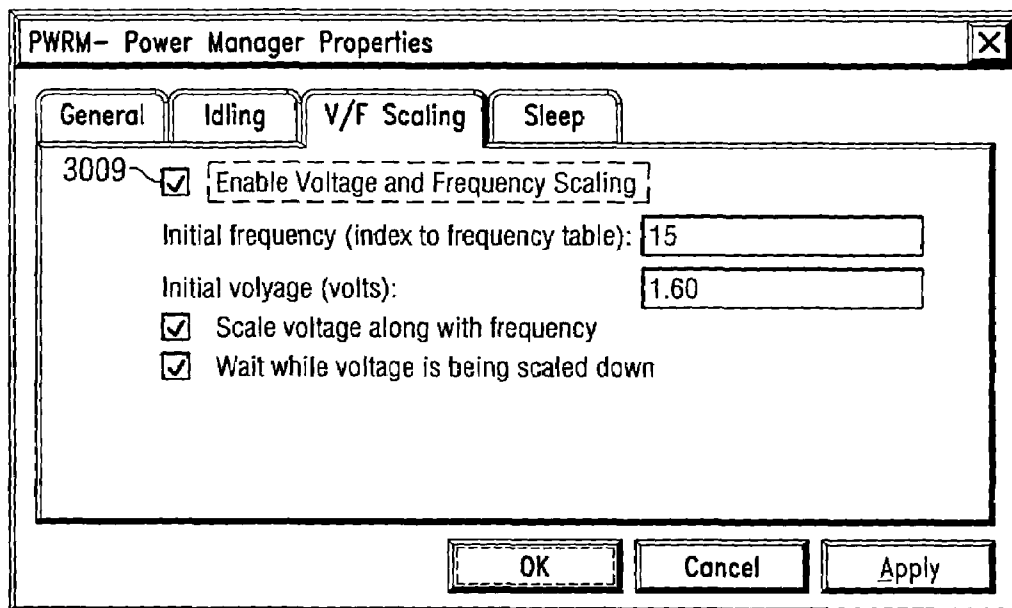 PWRM- Power Manager Properties
General Idling V/F Scaling Sleep
3009 Enable Voltage and Frequency Scaling
Initial frequency (index to frequency table): 15
Initial volyage (volts): 1.60
Scale voltage along with frequency
Wait while voltage is being scaled down
OK Cancel Apply